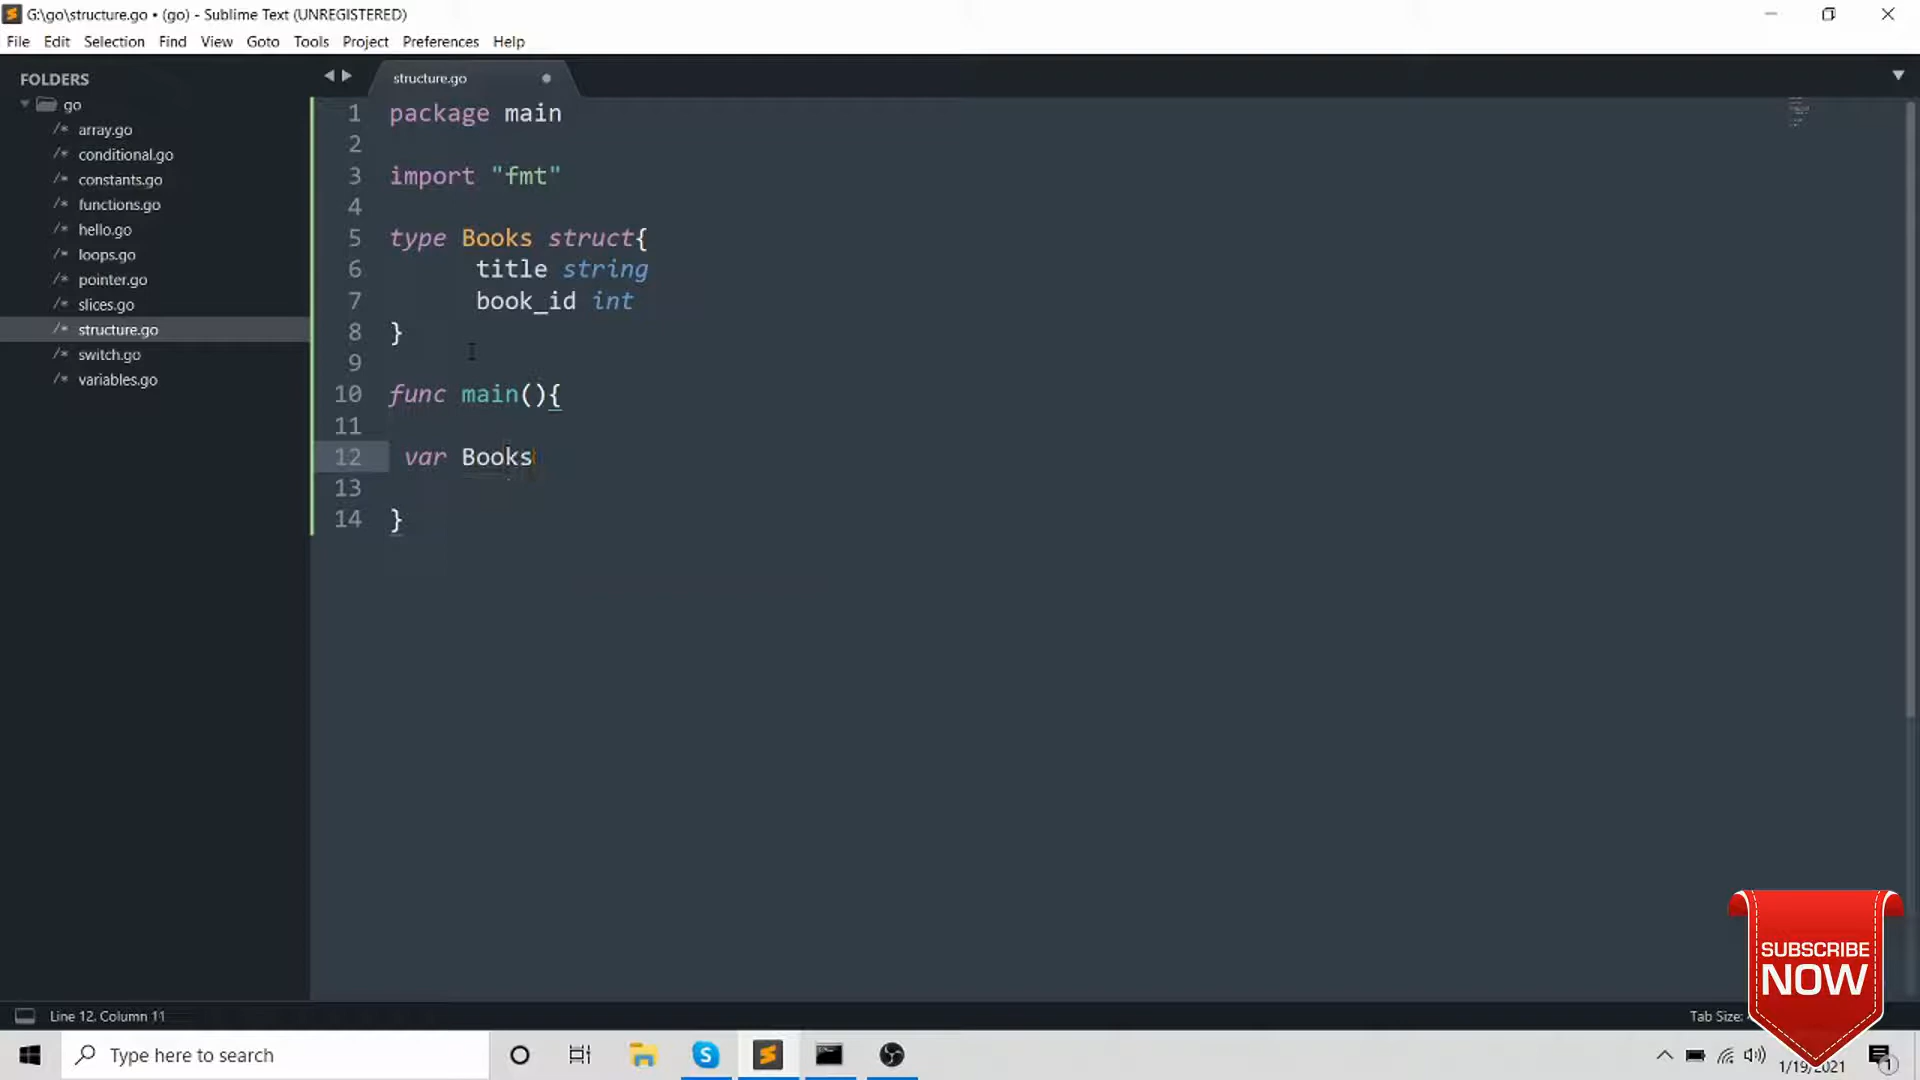 G:\go\structure.go • (go) - Sublime Text (UNREGISTERED)
File Edit Selection Find View Goto Tools Project Preferences Help
FOLDERS
go
/* array.go
/* conditional.go
/* constants.go
/* functions.go
/* hello.go
/* loops.go
/* pointer.go
/* slices.go
/* structure.go
/* switch.go
/* variables.go
structure.go
1 package main
2
3 import "fmt"
4
5 type Books struct{
6 title string
7 book_id int
8 }
9
10 func main(){
11
12 var Books
13
14 }
SUBSCRIBE
NOW
Line 12, Column 11
Tab Size:
Type here to search
1/19/2021
1